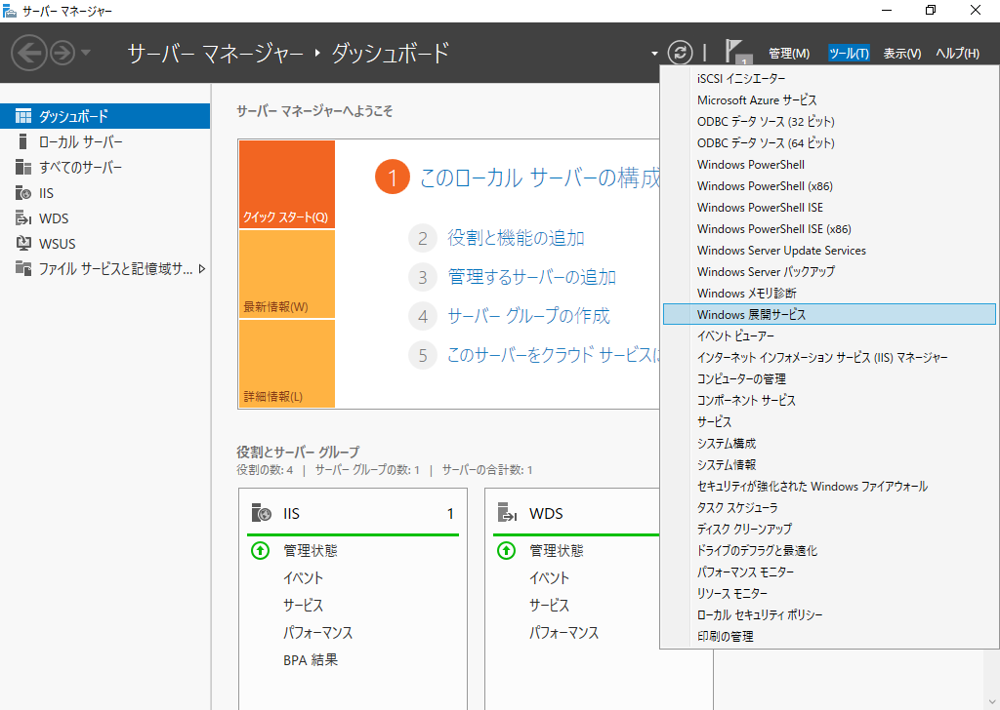 サーバー マネージャー
サーバー マネージャー ・ ダッシュボード
1
管理(M)
ツール(T)
表示(V)
ヘルプ(H)
ダッシュボード
ローカル サーバー
すべてのサーバー
IIS
WDS
WSUS
ファイル サービスと記憶域サ...
サーバー マネージャーへようこそ
クイック スタート(Q)
最新情報(W)
詳細情報(L)
1 このローカル サーバーの構成
2 役割と機能の追加
3 管理するサーバーの追加
4 サーバー グループの作成
5 このサーバーをクラウド サービスに
役割とサーバー グループ
役割の数: 4 | サーバー グループの数: 1 | サーバーの合計数: 1
IIS 1
管理状態
イベント
サービス
パフォーマンス
BPA 結果
WDS
管理状態
イベント
サービス
パフォーマンス
iSCSI イニシエーター
Microsoft Azure サービス
ODBC データ ソース (32 ビット)
ODBC データ ソース (64 ビット)
Windows PowerShell
Windows PowerShell (x86)
Windows PowerShell ISE
Windows PowerShell ISE (x86)
Windows Server Update Services
Windows Server バックアップ
Windows メモリ診断
Windows 展開サービス
イベント ビューアー
インターネット インフォメーション サービス (IIS) マネージャー
コンピューターの管理
コンポーネント サービス
サービス
システム構成
システム情報
セキュリティが強化された Windows ファイアウォール
タスク スケジューラ
ディスク クリーンアップ
ドライブのデフラグと最適化
パフォーマンス モニター
リソース モニター
ローカル セキュリティ ポリシー
印刷の管理